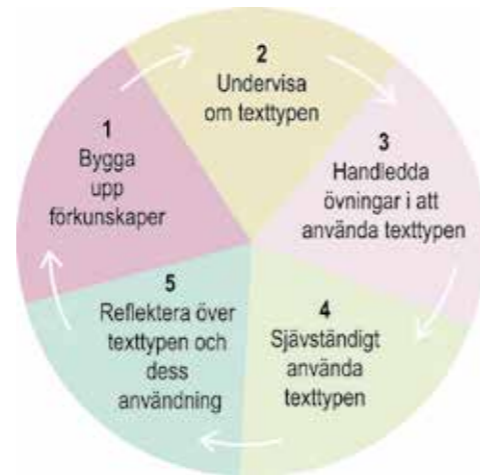 1
Bygga
upp
förkunskaper
2
Undervisa
om texttypen
3
Handledda
övningar i att
använda texttypen
4
Sjävständigt
använda
texttypen
5
Reflektera över
texttypen och
dess
användning